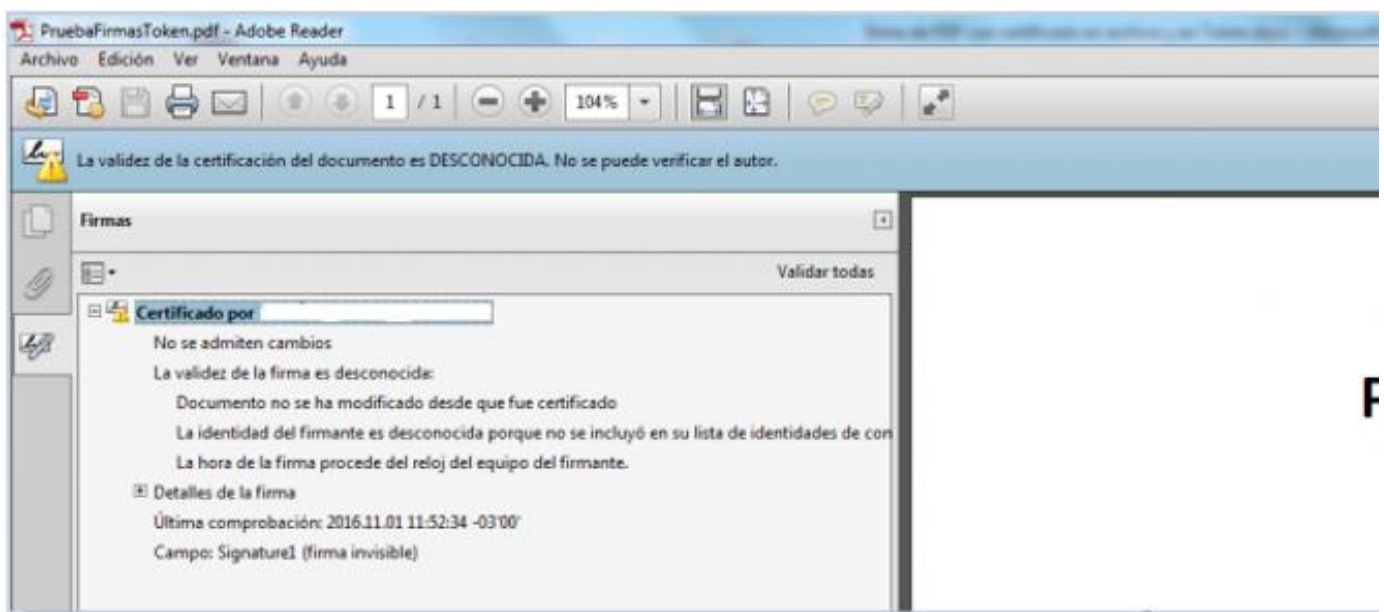 PruebaFirmasToken.pdf - Adobe Reader
Archivo Edición Ver Ventana Ayuda
1 / 1 104%
La validez de la certificación del documento es DESCONOCIDA. No se puede verificar el autor.
Firmas
Validar todas
Certificado por
No se admiten cambios
La validez de la firma es desconocida:
Documento no se ha modificado desde que fue certificado
La identidad del firmante es desconocida porque no se incluyó en su lista de identidades de con
La hora de la firma procede del reloj del equipo del firmante.
Detalles de la firma
Última comprobación: 2016.11.01 11:52:34 -03'00'
Campo: Signature1 (firma invisible)
P